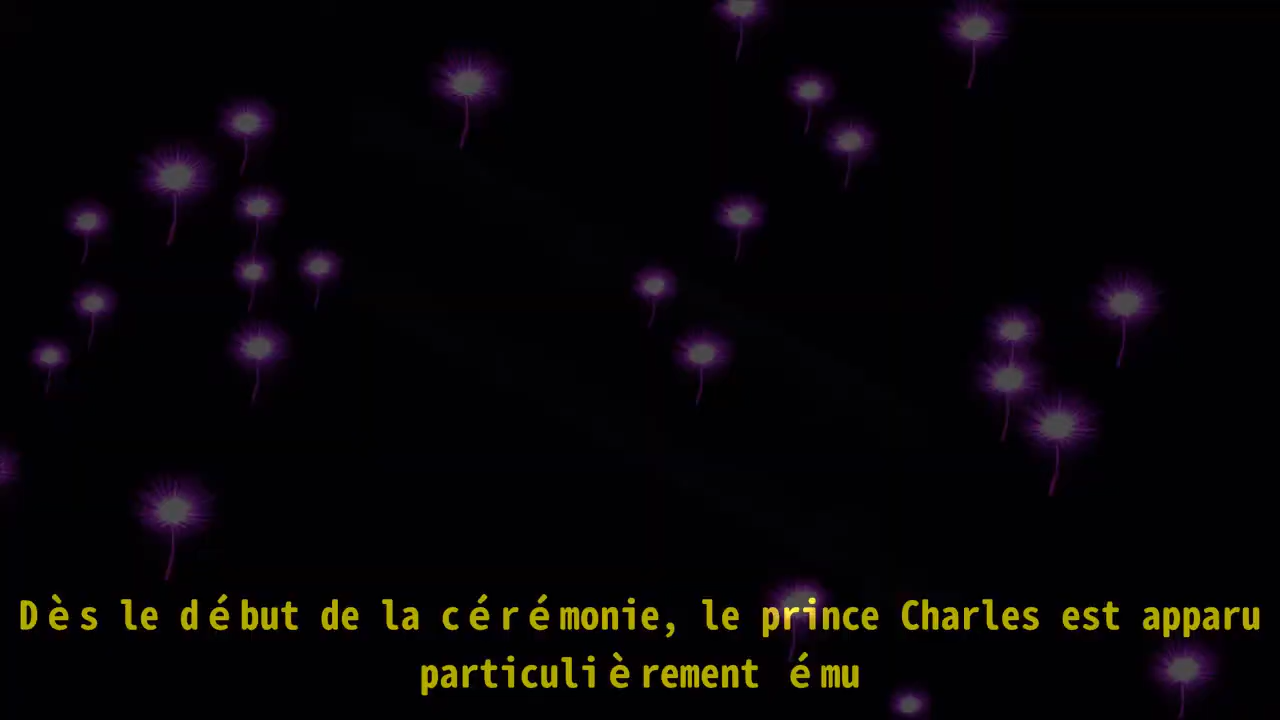 Dès le début de la cérémonie, le prince Charles est apparu
particulièrement ému